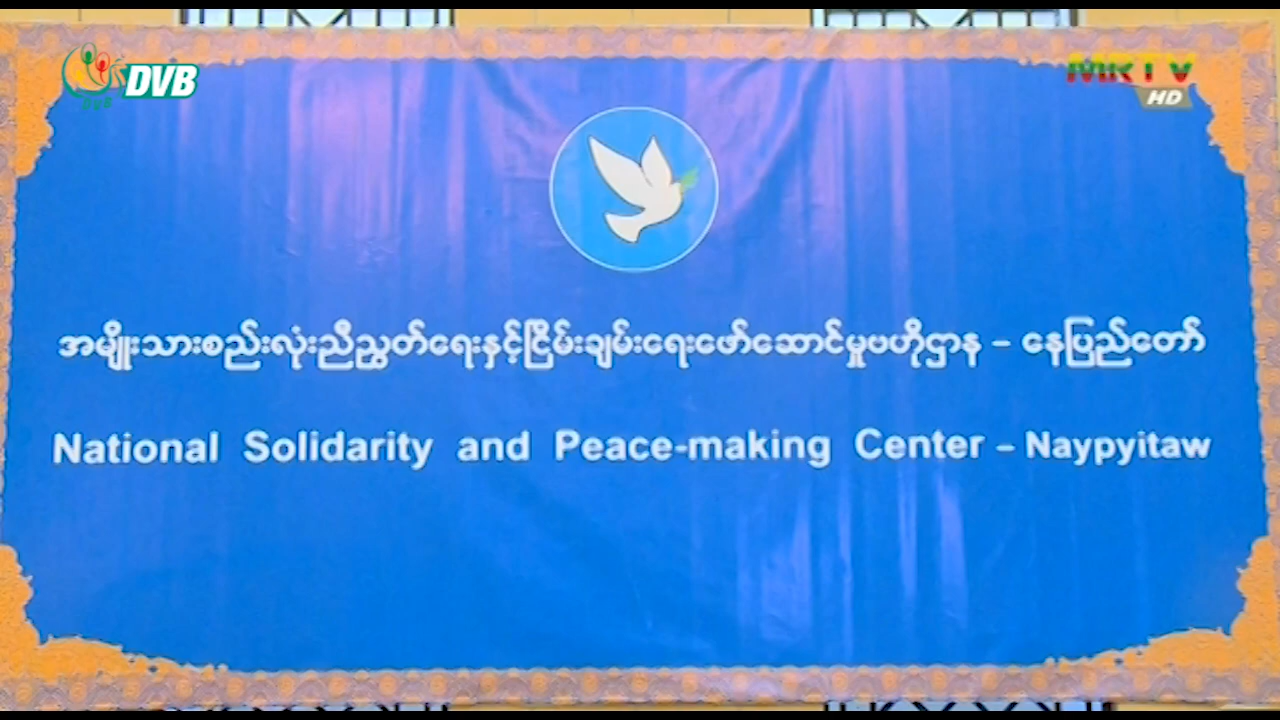 DVB
DVB
MRTV
HD
အမျိုးသားစည်းလုံးညီညွတ်ရေးနှင့်ငြိမ်းချမ်းရေးဖော်ဆောင်မှုဗဟိုဌာန – နေပြည်တော်
National Solidarity and Peace-making Center – Naypyitaw